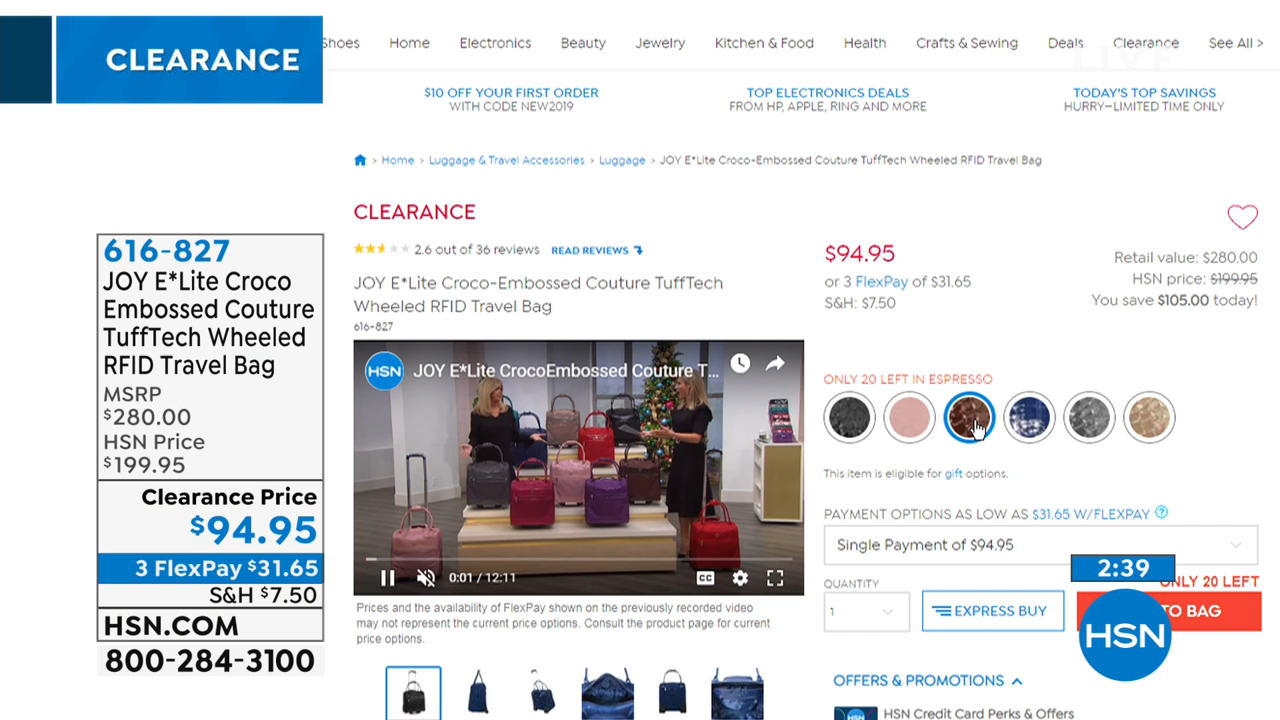 CLEARANCE
Shoes Home Electronics Beauty Jewelry Kitchen & Food Health Crafts & Sewing Deals Clearance See All >
LIVE
$10 OFF YOUR FIRST ORDER
WITH CODE NEW2019
TOP ELECTRONICS DEALS
FROM HP, APPLE, RING AND MORE
TODAY'S TOP SAVINGS
HURRY—LIMITED TIME ONLY
> Home > Luggage & Travel Accessories > Luggage > JOY E*Lite Croco-Embossed Couture TuffTech Wheeled RFID Travel Bag
616-827
JOY E*Lite Croco
Embossed Couture
TuffTech Wheeled
RFID Travel Bag
MSRP
$280.00
HSN Price
$199.95
Clearance Price
$94.95
3 FlexPay $31.65
S&H $7.50
HSN.COM
800-284-3100
CLEARANCE
2.6 out of 36 reviews READ REVIEWS
JOY E*Lite Croco-Embossed Couture TuffTech
Wheeled RFID Travel Bag
616-827
HSN JOY E*Lite CrocoEmbossed Couture T...
0:01 / 12:11
CC
Prices and the availability of FlexPay shown on the previously recorded video
may not represent the current price options. Consult the product page for current
price options.
$94.95
or 3 FlexPay of $31.65
S&H: $7.50
Retail value: $280.00
HSN price: $199.95
You save $105.00 today!
ONLY 20 LEFT IN ESPRESSO
This item is eligible for gift options.
PAYMENT OPTIONS AS LOW AS $31.65 W/FLEXPAY ?
Single Payment of $94.95
2:39
QUANTITY
ONLY 20 LEFT
1
EXPRESS BUY
TO BAG
HSN
OFFERS & PROMOTIONS
HSN Credit Card Perks & Offers